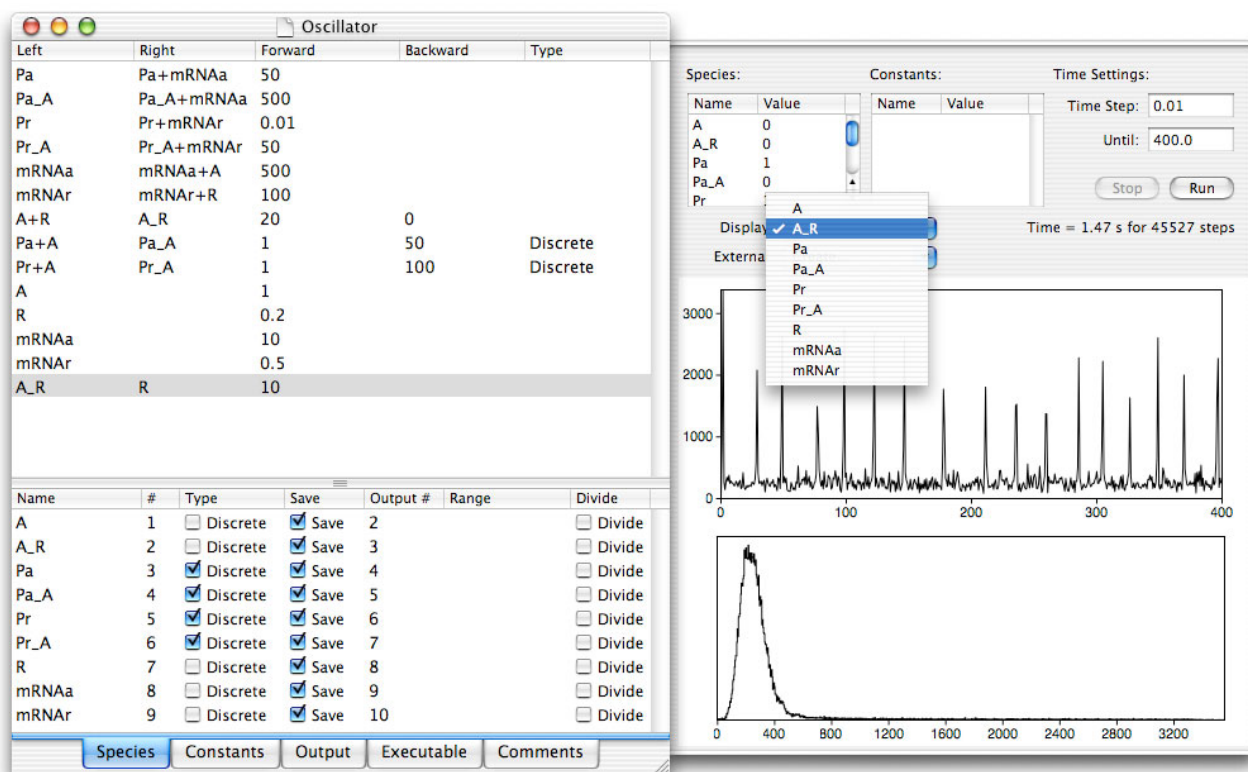 Oscillator
Left Right Forward Backward Type
Pa Pa+mRNAa 50
Pa_A Pa_A+mRNAa 500
Pr Pr+mRNAr 0.01
Pr_A Pr_A+mRNAr 50
mRNAa mRNAa+A 500
mRNAr mRNAr+R 100
A+R A_R 20 0
Pa+A Pa_A 1 50 Discrete
Pr+A Pr_A 1 100 Discrete
A 1
R 0.2
mRNAa 10
mRNAr 0.5
A_R R 10
Name # Type Save Output # Range Divide
A 1 Discrete Save 2 Divide
A_R 2 Discrete Save 3 Divide
Pa 3 Discrete Save 4 Divide
Pa_A 4 Discrete Save 5 Divide
Pr 5 Discrete Save 6 Divide
Pr_A 6 Discrete Save 7 Divide
R 7 Discrete Save 8 Divide
mRNAa 8 Discrete Save 9 Divide
mRNAr 9 Discrete Save 10 Divide
Species Constants Output Executable Comments
Species: Constants: Time Settings:
Name Value Name Value
Time Step: 0.01
Until: 400.0
Stop Run
A 0
A_R 0
Pa 1
Pa_A 0
Pr
Display
Externa
Time = 1.47 s for 45527 steps
A
✓ A_R
Pa
Pa_A
Pr
Pr_A
R
mRNAa
mRNAr
3000
2000
1000
0
0 100 200 300 400
0 400 800 1200 1600 2000 2400 2800 3200